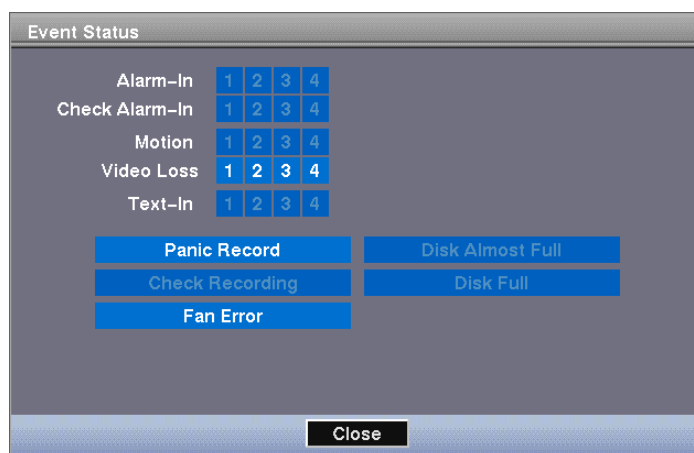 Event Status
Alarm-In 1 2 3 4
Check Alarm-In 1 2 3 4
Motion 1 2 3 4
Video Loss 1 2 3 4
Text-In 1 2 3 4
Panic Record Disk Almost Full
Check Recording Disk Full
Fan Error
Close